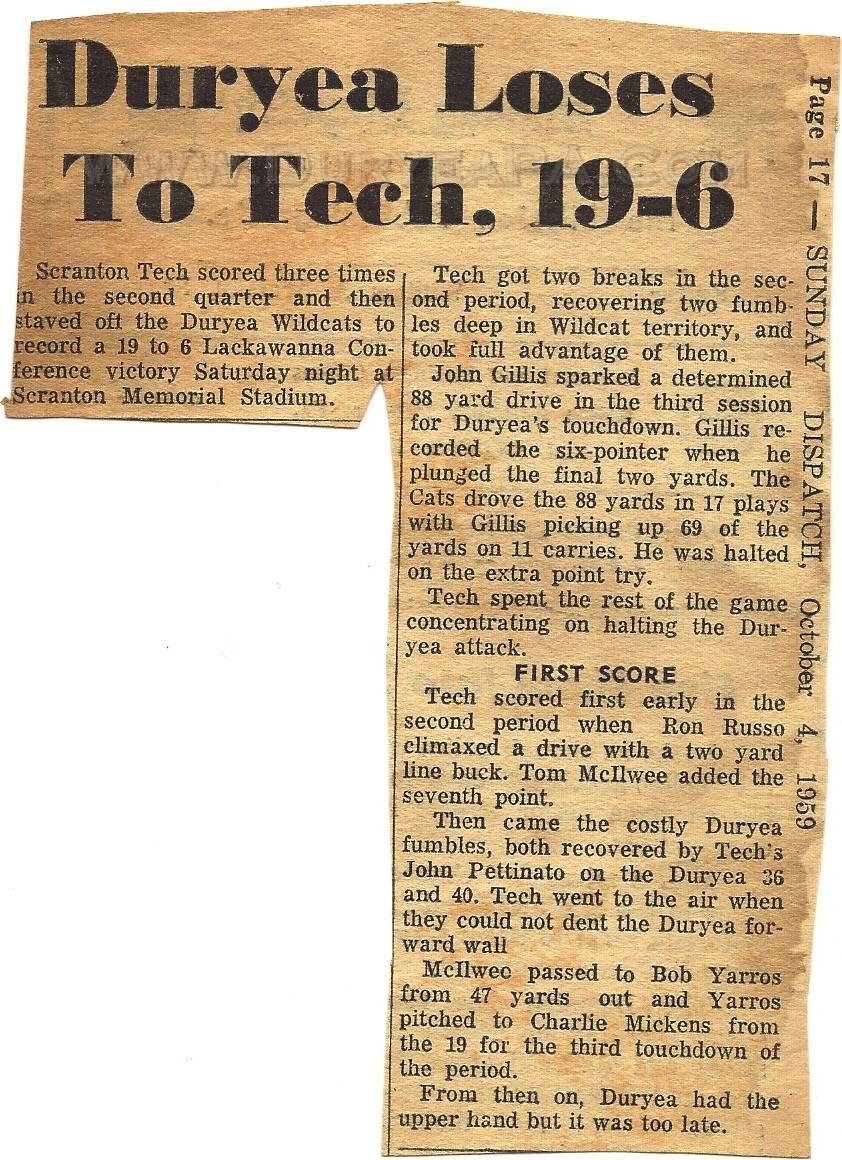 Duryea Loses
To Tech, 19-6
Scranton Tech scored three times
in the second quarter and then
staved off the Duryea Wildcats to
record a 19 to 6 Lackawanna Con-
ference victory Saturday night at
Scranton Memorial Stadium.
Tech got two breaks in the sec-
ond period, recovering two fumb-
les deep in Wildcat territory, and
took full advantage of them.
John Gillis sparked a determined
88 yard drive in the third session
for Duryea's touchdown. Gillis re-
corded the six-pointer when he
plunged the final two yards. The
Cats drove the 88 yards in 17 plays
with Gillis picking up 69 of the
yards on 11 carries. He was halted
on the extra point try.
Tech spent the rest of the game
concentrating on halting the Dur-
yea attack.
FIRST SCORE
Tech scored first early in the
second period when Ron Russo
climaxed a drive with a two yard
line buck. Tom McIlwee added the
seventh point.
Then came the costly Duryea
fumbles, both recovered by Tech's
John Pettinato on the Duryea 36
and 40. Tech went to the air when
they could not dent the Duryea for-
ward wall
McIlwee passed to Bob Yarros
from 47 yards out and Yarros
pitched to Charlie Mickens from
the 19 for the third touchdown of
the period.
From then on, Duryea had the
upper hand but it was too late.
Page 17 — SUNDAY DISPATCH, October 4, 1959
WWW.DURYEAPA.COM